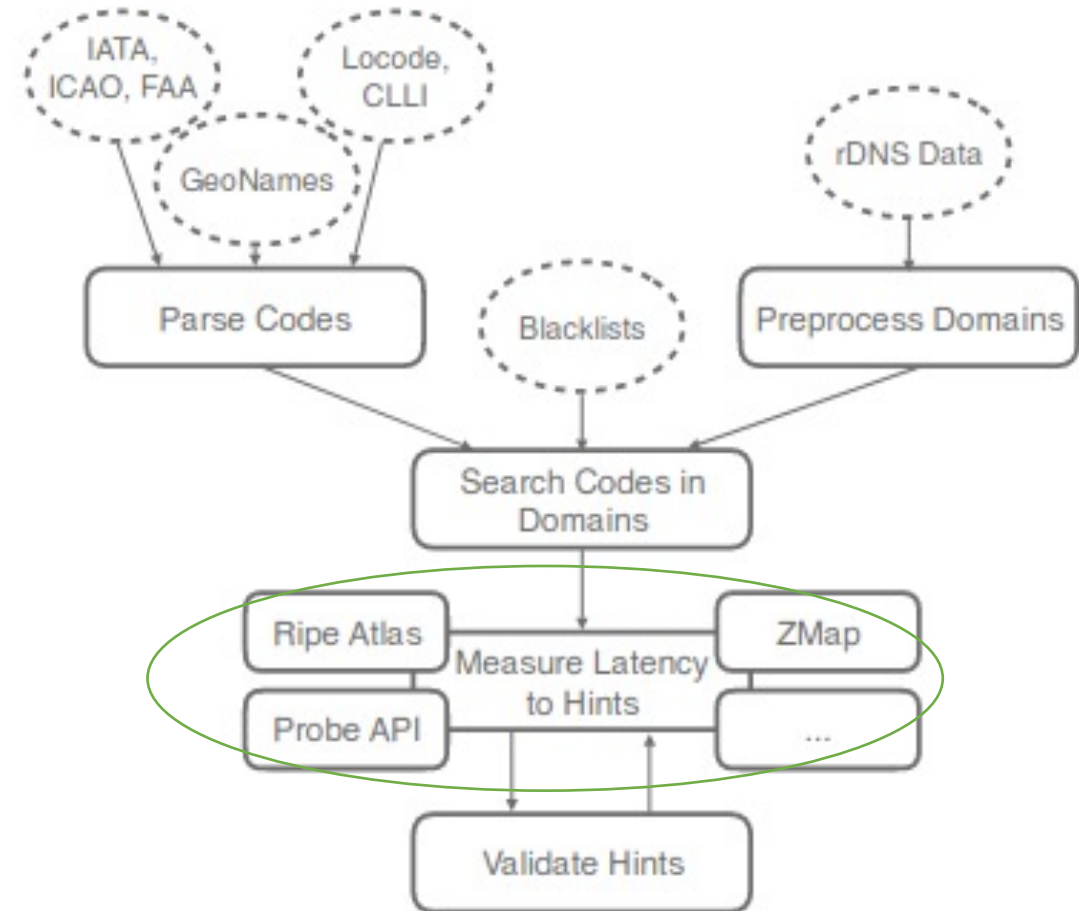 IATA,
ICAO, FAA
Locode,
CLLI
GeoNames
rDNS Data
Parse Codes
Blacklists
Preprocess Domains
Search Codes in
Domains
Ripe Atlas
ZMap
Measure Latency
to Hints
Probe API
...
Validate Hints